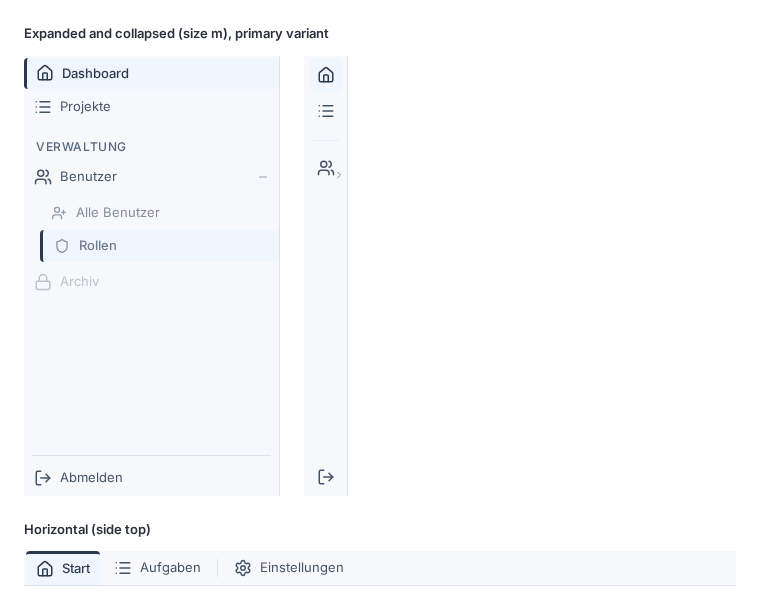 Expanded and collapsed (size m), primary variant
Dashboard
Projekte
VERWALTUNG
Benutzer
Alle Benutzer
Rollen
Archiv
Abmelden
Horizontal (side top)
Start
Aufgaben
Einstellungen